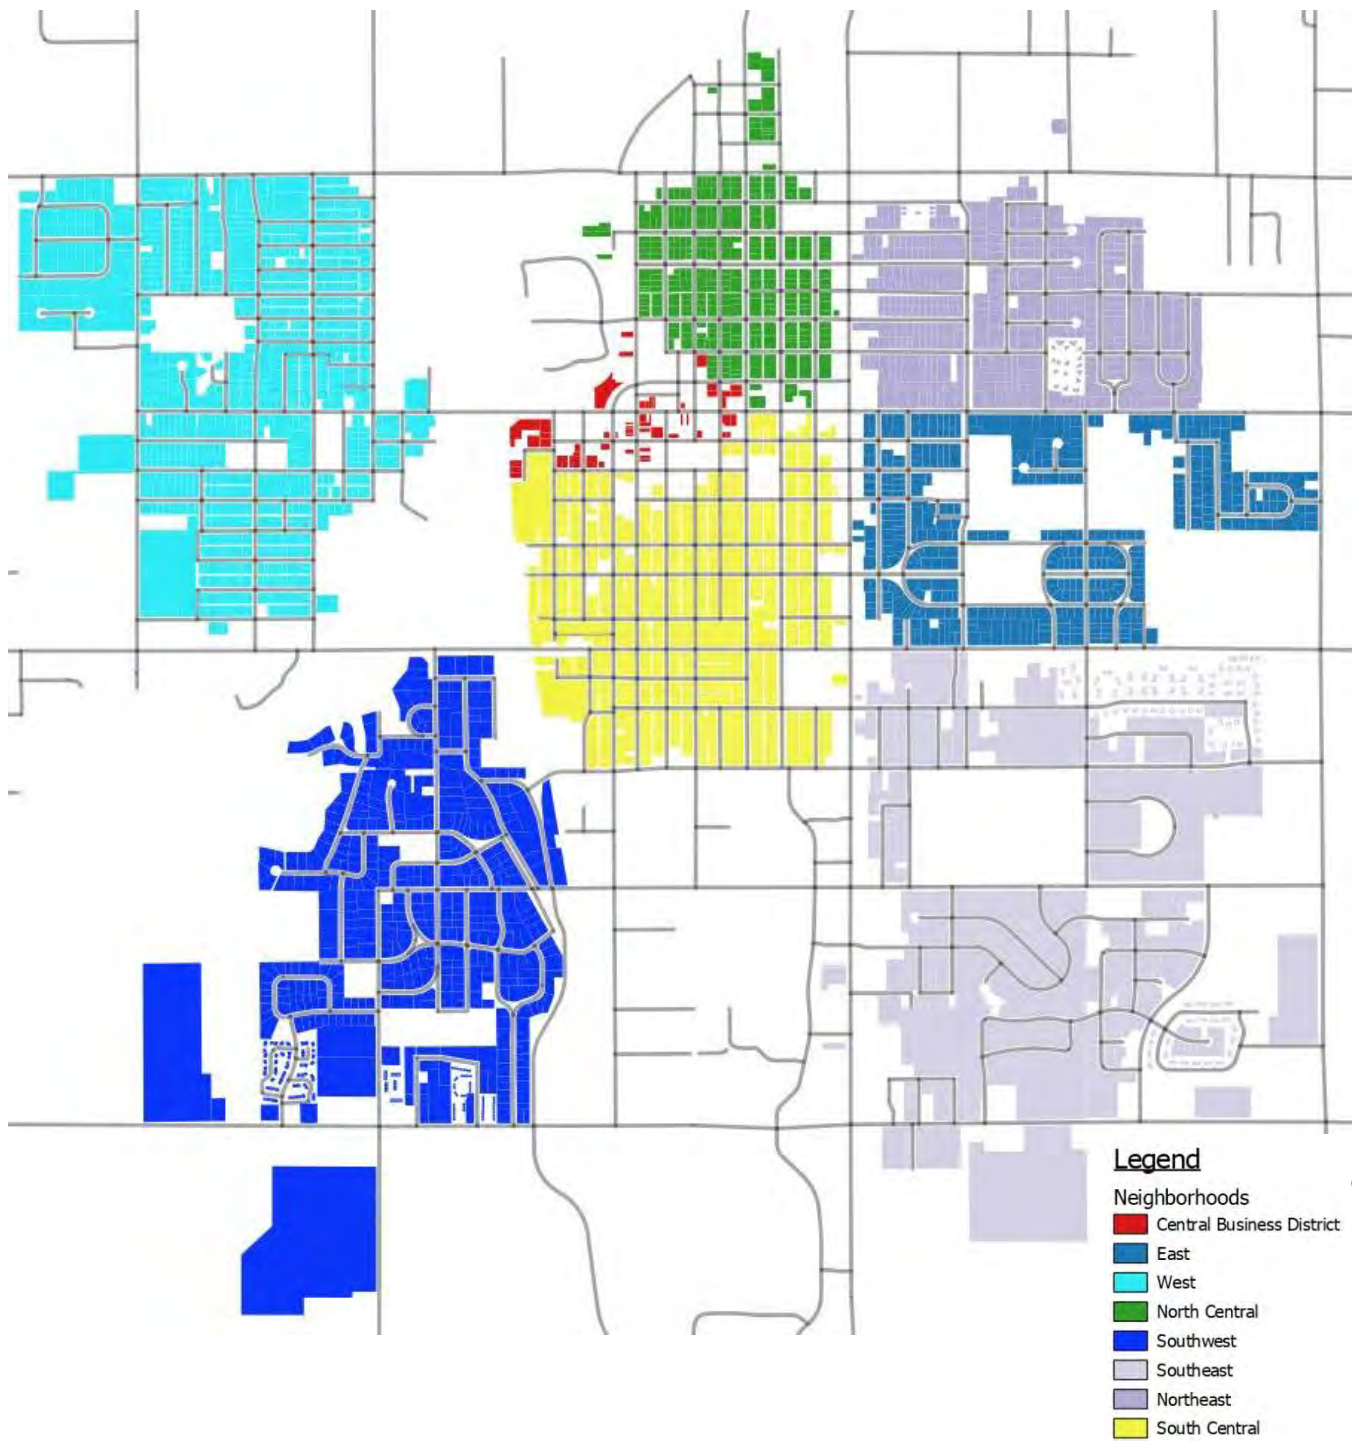 Legend
Neighborhoods
Central Business District
East
West
North Central
Southwest
Southeast
Northeast
South Central